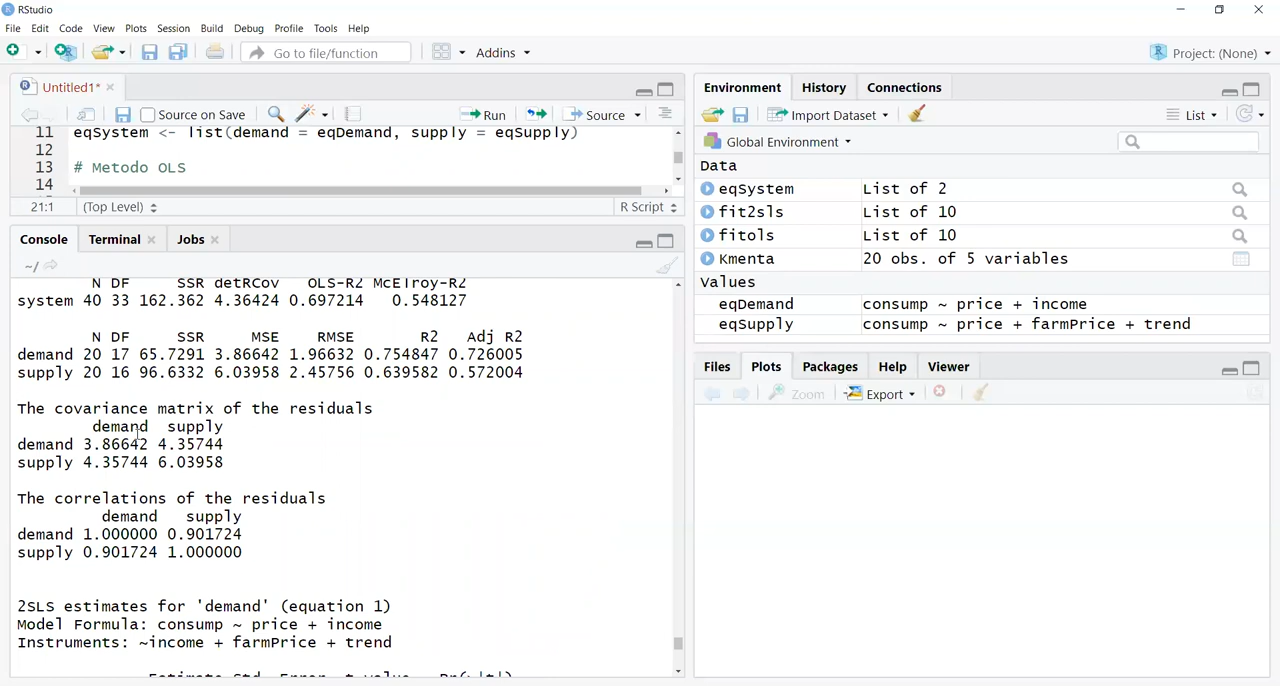 RStudio
File Edit Code View Plots Session Build Debug Profile Tools Help
Go to file/function Addins Project: (None)
Untitled1*
Source on Save Run Source
11 eqSystem <- list(demand = eqDemand, supply = eqSupply)
12
13 # Metodo OLS
14
21:1 (Top Level) R Script
Console Terminal Jobs
~/
N DF SSR detRCov OLS-R2 McElroy-R2
system 40 33 162.362 4.36424 0.697214 0.548127
N DF SSR MSE RMSE R2 Adj R2
demand 20 17 65.7291 3.86642 1.96632 0.754847 0.726005
supply 20 16 96.6332 6.03958 2.45756 0.639582 0.572004
The covariance matrix of the residuals
demand supply
demand 3.86642 4.35744
supply 4.35744 6.03958
The correlations of the residuals
demand supply
demand 1.000000 0.901724
supply 0.901724 1.000000
2SLS estimates for 'demand' (equation 1)
Model Formula: consump ~ price + income
Instruments: ~income + farmPrice + trend
Estimate Std. Error t value Pr(>|t|)
Environment History Connections
Import Dataset List
Global Environment
Data
eqSystem List of 2
fit2sls List of 10
fitols List of 10
Kmenta 20 obs. of 5 variables
Values
eqDemand consump ~ price + income
eqSupply consump ~ price + farmPrice + trend
Files Plots Packages Help Viewer
Zoom Export